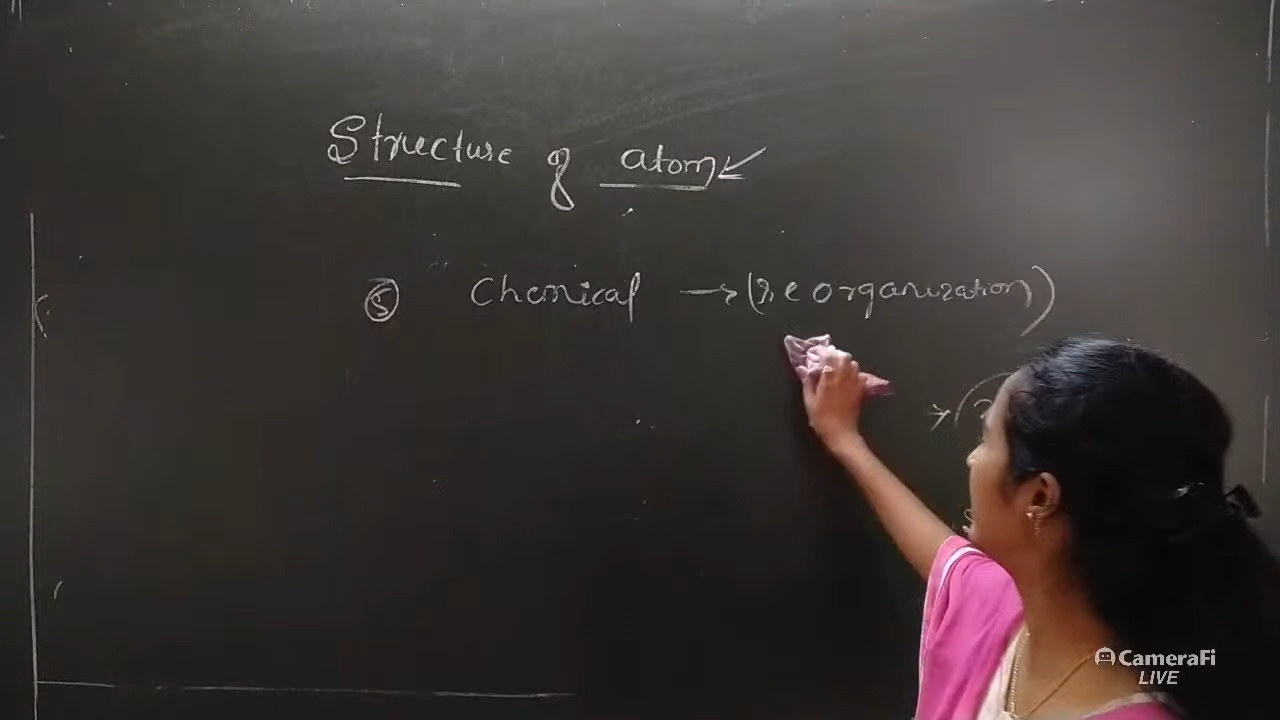 Structure of atom
⑤ Chemical → (reorganization)
CameraFi
LIVE